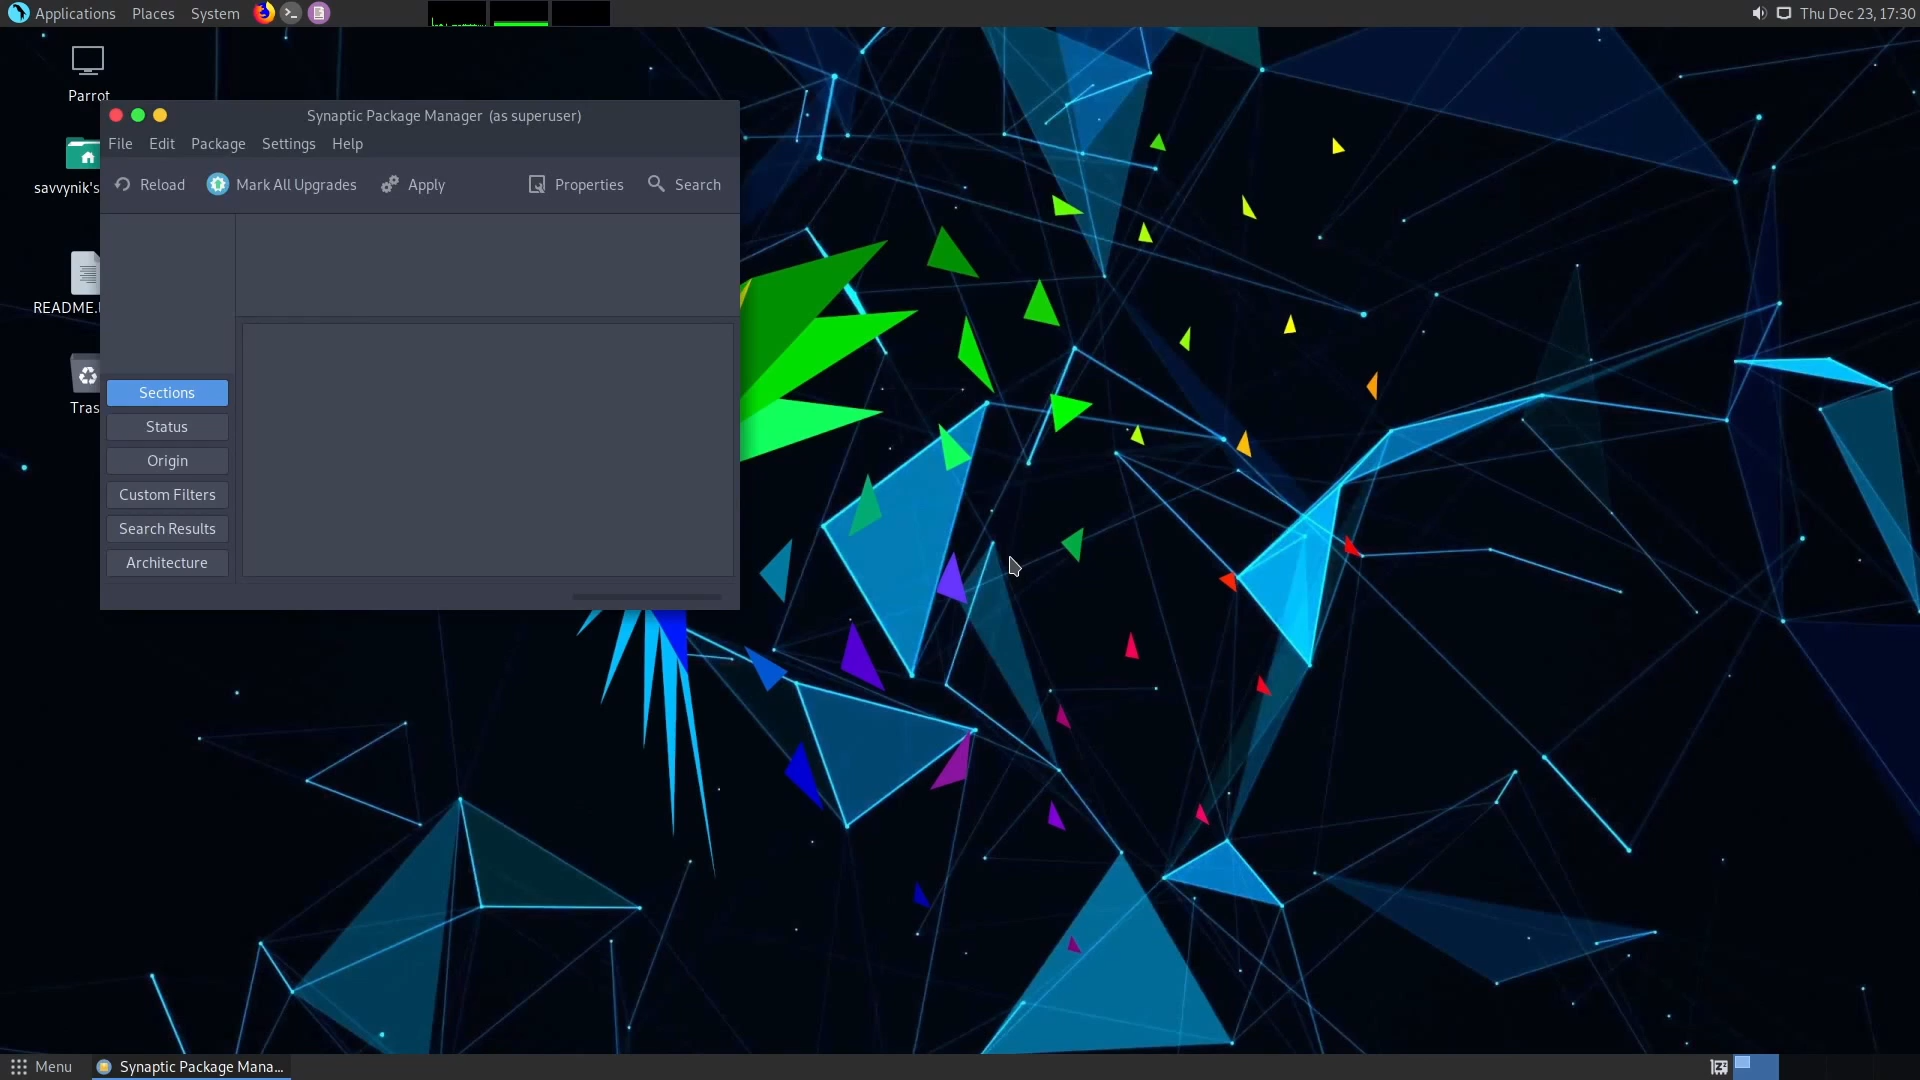 Applications Places System
Thu Dec 23, 17:30
Parrot
savvynik's
README.
Tras
Synaptic Package Manager (as superuser)
File Edit Package Settings Help
Reload Mark All Upgrades Apply Properties Search
Sections
Status
Origin
Custom Filters
Search Results
Architecture
Menu Synaptic Package Mana...